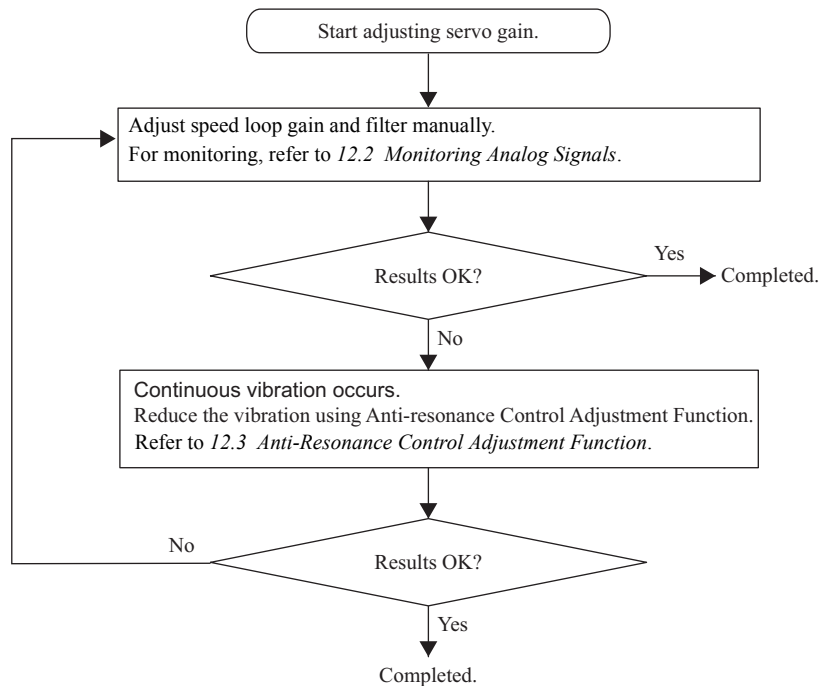 Start adjusting servo gain.
Adjust speed loop gain and filter manually.
For monitoring, refer to 12.2 Monitoring Analog Signals.
Results OK?
Yes
Completed.
No
Continuous vibration occurs.
Reduce the vibration using Anti-resonance Control Adjustment Function.
Refer to 12.3 Anti-Resonance Control Adjustment Function.
No
Results OK?
Yes
Completed.